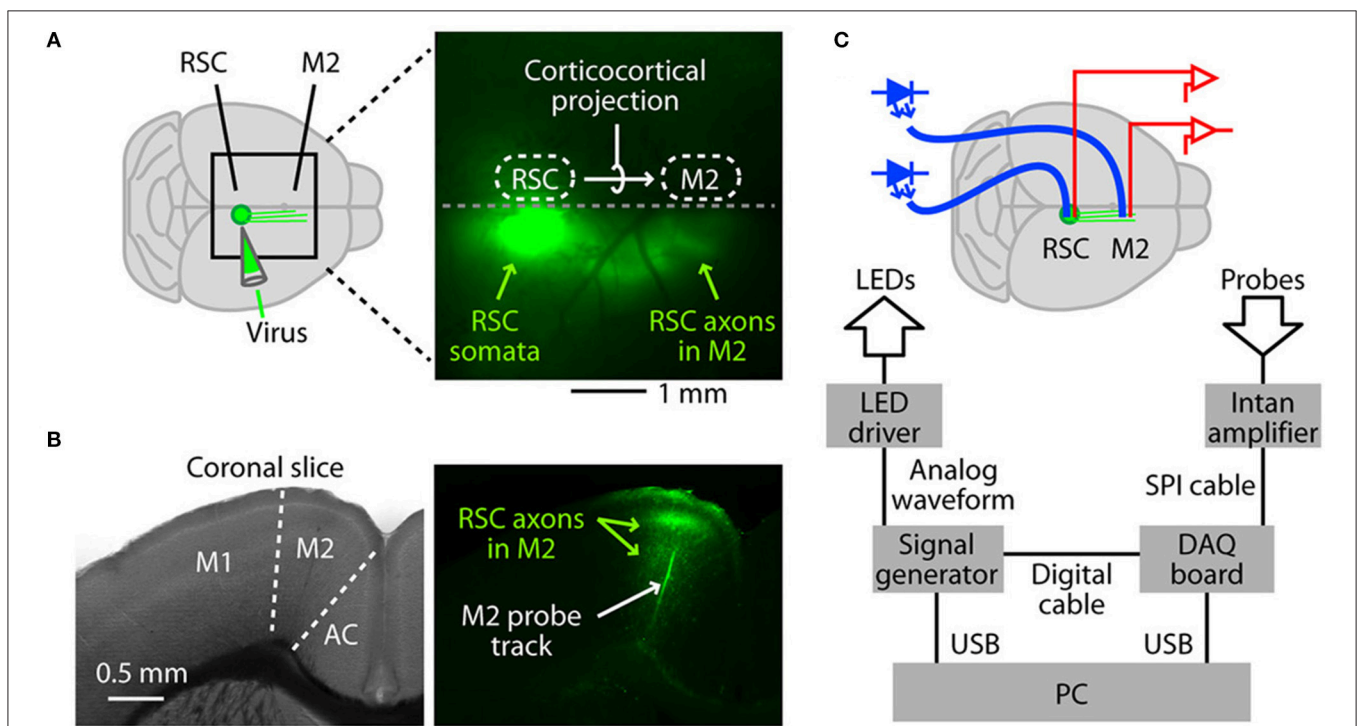 A
RSC
M2
Virus
Corticocortical
projection
RSC
M2
RSC
somata
RSC axons
in M2
1 mm
B
Coronal slice
M1
M2
AC
0.5 mm
RSC axons
in M2
M2 probe
track
C
RSC
M2
LEDs
Probes
LED
driver
Intan
amplifier
Analog
waveform
SPI cable
Signal
generator
Digital
cable
DAQ
board
USB
USB
PC